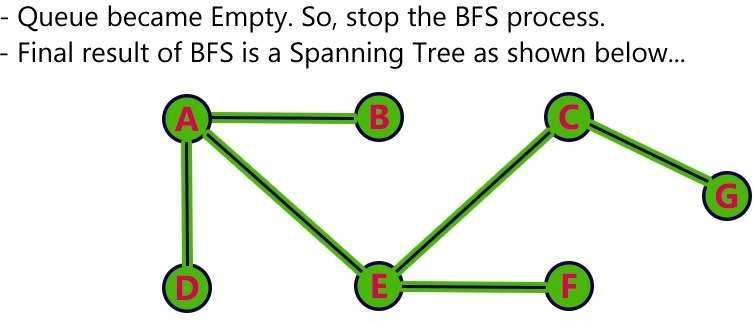 - Queue became Empty. So, stop the BFS process.
- Final result of BFS is a Spanning Tree as shown below...
A B C
G
D E F